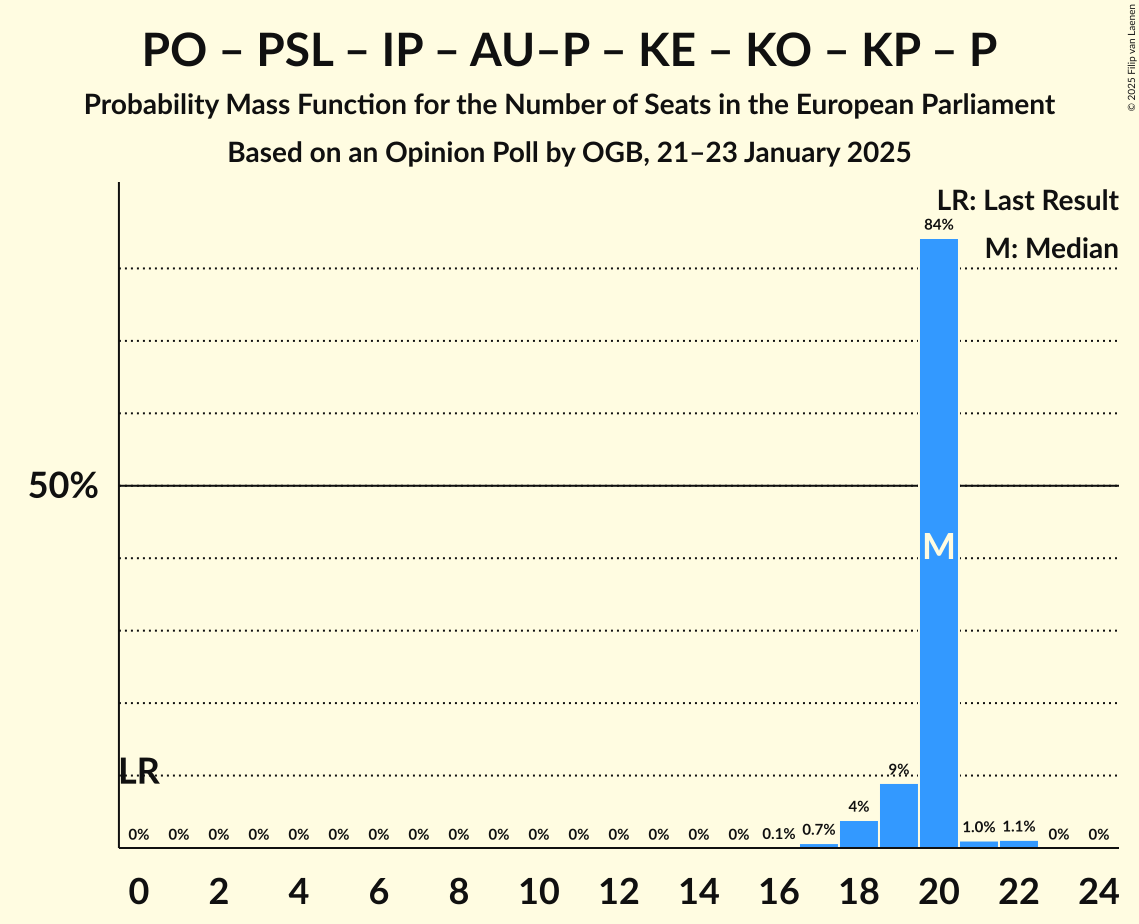 PO – PSL – IP – AU–P – KE – KO – KP – P
Probability Mass Function for the Number of Seats in the European Parliament
Based on an Opinion Poll by OGB, 21–23 January 2025
© 2025 Filip van Laenen
LR: Last Result
84%
M: Median
50%
M
LR
9%
4%
0% 0% 0% 0% 0% 0% 0% 0% 0% 0% 0% 0% 0% 0% 0% 0% 0.1% 0.7% 1.0% 1.1% 0% 0%
0 2 4 6 8 10 12 14 16 18 20 22 24